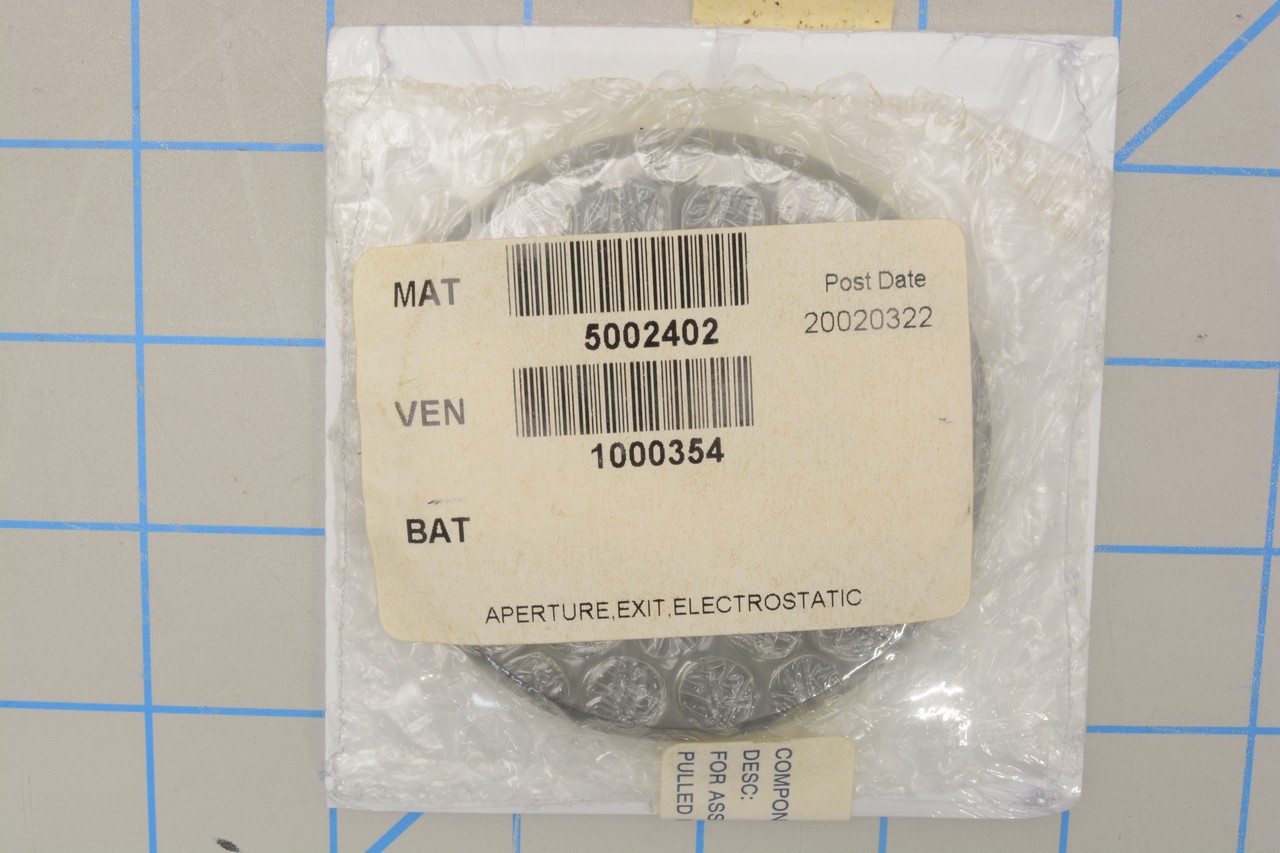 MAT
5002402
Post Date
20020322
VEN
1000354
BAT
APERTURE,EXIT,ELECTROSTATIC
COMPON
DESC:
FOR ASS
PULLED